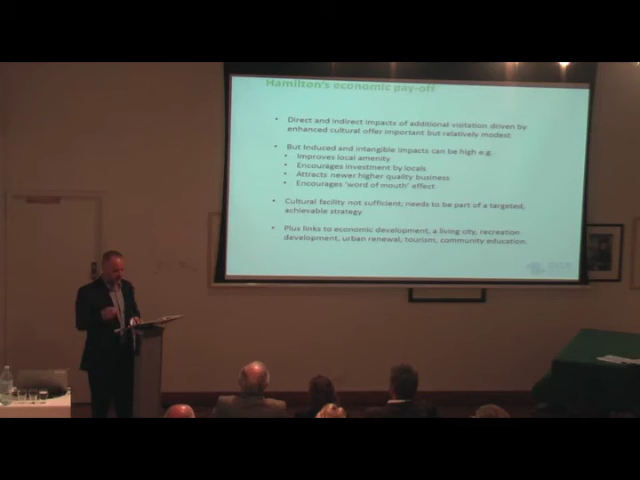 Hamilton's economic pay-off
• Direct and indirect impacts of additional visitation driven by
enhanced cultural offer important but relatively modest
• But Induced and intangible impacts can be high e.g.
• Improves local amenity
• Encourages investment by locals
• Attracts newer higher quality business
• Encourages 'word of mouth' effect
• Cultural facility not sufficient; needs to be part of a targeted,
achievable strategy
• Plus links to economic development, a living city, recreation
development, urban renewal, tourism, community education.